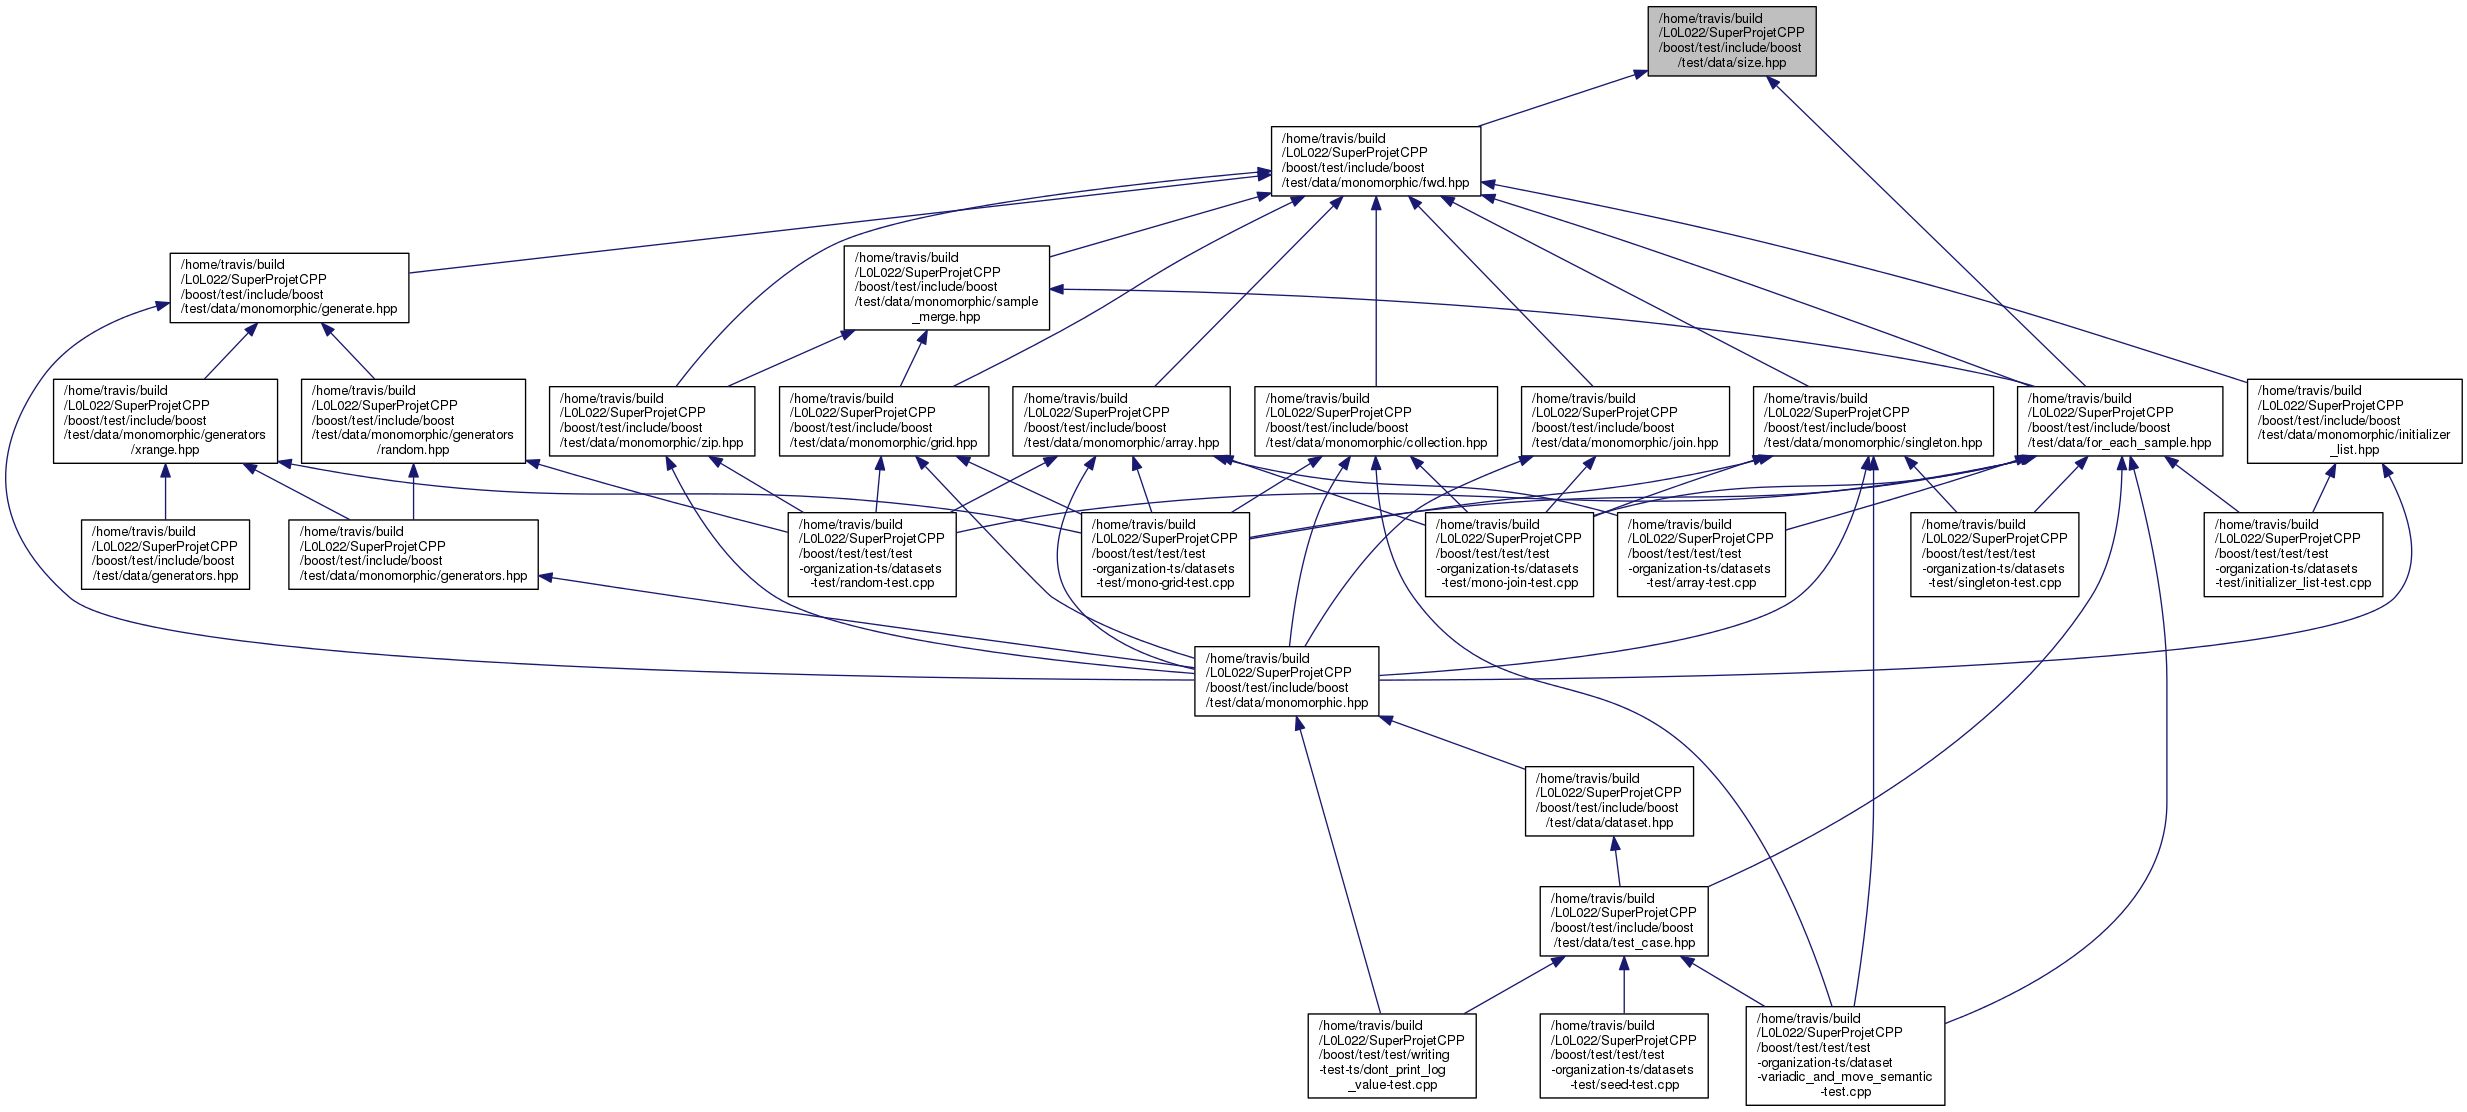 /home/travis/build
/L0L022/SuperProjetCPP
/boost/test/include/boost
/test/data/size.hpp
/home/travis/build
/L0L022/SuperProjetCPP
/boost/test/include/boost
/test/data/monomorphic/fwd.hpp
/home/travis/build
/L0L022/SuperProjetCPP
/boost/test/include/boost
/test/data/monomorphic/generate.hpp
/home/travis/build
/L0L022/SuperProjetCPP
/boost/test/include/boost
/test/data/monomorphic/sample
_merge.hpp
/home/travis/build
/L0L022/SuperProjetCPP
/boost/test/include/boost
/test/data/monomorphic/generators
/xrange.hpp
/home/travis/build
/L0L022/SuperProjetCPP
/boost/test/include/boost
/test/data/monomorphic/generators
/random.hpp
/home/travis/build
/L0L022/SuperProjetCPP
/boost/test/include/boost
/test/data/monomorphic/zip.hpp
/home/travis/build
/L0L022/SuperProjetCPP
/boost/test/include/boost
/test/data/monomorphic/grid.hpp
/home/travis/build
/L0L022/SuperProjetCPP
/boost/test/include/boost
/test/data/monomorphic/array.hpp
/home/travis/build
/L0L022/SuperProjetCPP
/boost/test/include/boost
/test/data/monomorphic/collection.hpp
/home/travis/build
/L0L022/SuperProjetCPP
/boost/test/include/boost
/test/data/monomorphic/join.hpp
/home/travis/build
/L0L022/SuperProjetCPP
/boost/test/include/boost
/test/data/monomorphic/singleton.hpp
/home/travis/build
/L0L022/SuperProjetCPP
/boost/test/include/boost
/test/data/for_each_sample.hpp
/home/travis/build
/L0L022/SuperProjetCPP
/boost/test/include/boost
/test/data/monomorphic/initializer
_list.hpp
/home/travis/build
/L0L022/SuperProjetCPP
/boost/test/include/boost
/test/data/generators.hpp
/home/travis/build
/L0L022/SuperProjetCPP
/boost/test/include/boost
/test/data/monomorphic/generators.hpp
/home/travis/build
/L0L022/SuperProjetCPP
/boost/test/test/test
-organization-ts/datasets
-test/random-test.cpp
/home/travis/build
/L0L022/SuperProjetCPP
/boost/test/test/test
-organization-ts/datasets
-test/mono-grid-test.cpp
/home/travis/build
/L0L022/SuperProjetCPP
/boost/test/test/test
-organization-ts/datasets
-test/mono-join-test.cpp
/home/travis/build
/L0L022/SuperProjetCPP
/boost/test/test/test
-organization-ts/datasets
-test/array-test.cpp
/home/travis/build
/L0L022/SuperProjetCPP
/boost/test/test/test
-organization-ts/datasets
-test/singleton-test.cpp
/home/travis/build
/L0L022/SuperProjetCPP
/boost/test/test/test
-organization-ts/datasets
-test/initializer_list-test.cpp
/home/travis/build
/L0L022/SuperProjetCPP
/boost/test/include/boost
/test/data/monomorphic.hpp
/home/travis/build
/L0L022/SuperProjetCPP
/boost/test/include/boost
/test/data/dataset.hpp
/home/travis/build
/L0L022/SuperProjetCPP
/boost/test/include/boost
/test/data/test_case.hpp
/home/travis/build
/L0L022/SuperProjetCPP
/boost/test/test/writing
-test-ts/dont_print_log
_value-test.cpp
/home/travis/build
/L0L022/SuperProjetCPP
/boost/test/test/test
-organization-ts/datasets
-test/seed-test.cpp
/home/travis/build
/L0L022/SuperProjetCPP
/boost/test/test/test
-organization-ts/dataset
-variadic_and_move_semantic
-test.cpp